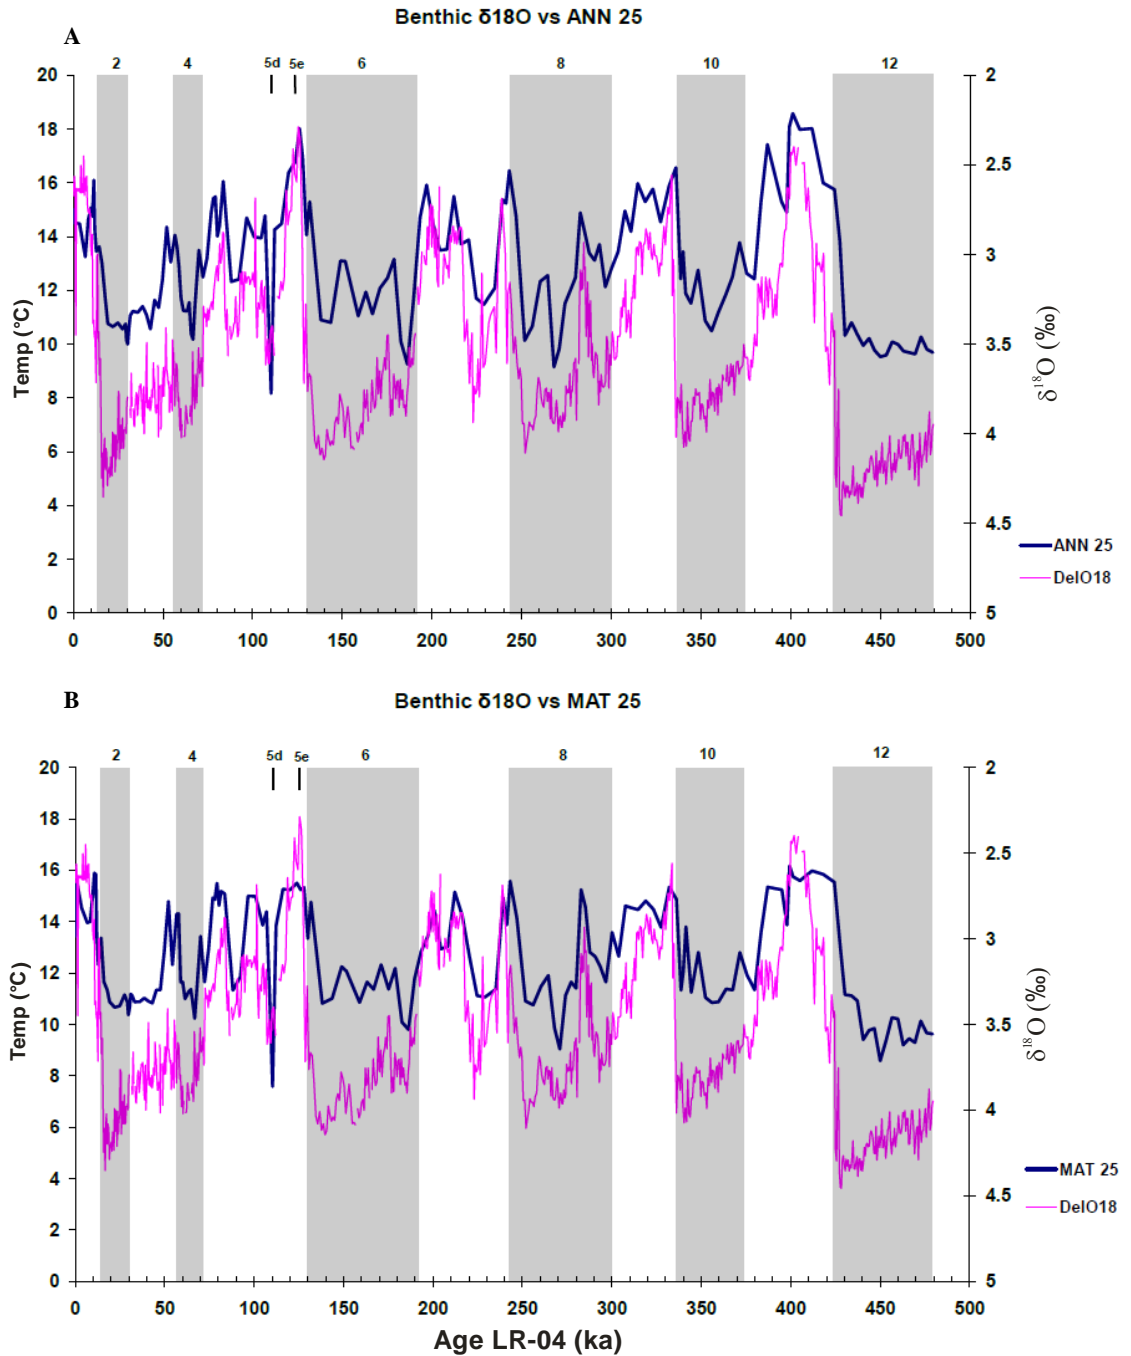 Benthic δ18O vs ANN 25
A
2 4 5d 5e 6 8 10 12
20 2
18
2.5
16
14
3
12
10 3.5
8
4
6
4
4.5
2
0 5
Temp (°C)
δ¹⁸O (‰)
ANN 25
DelO18
0 50 100 150 200 250 300 350 400 450 500
B Benthic δ18O vs MAT 25
2 4 5d 5e 6 8 10 12
20 2
18
2.5
16
14
3
12
10 3.5
8
4
6
4
4.5
2
0 5
Temp (°C)
δ¹⁸O (‰)
MAT 25
DelO18
0 50 100 150 200 250 300 350 400 450 500
Age LR-04 (ka)